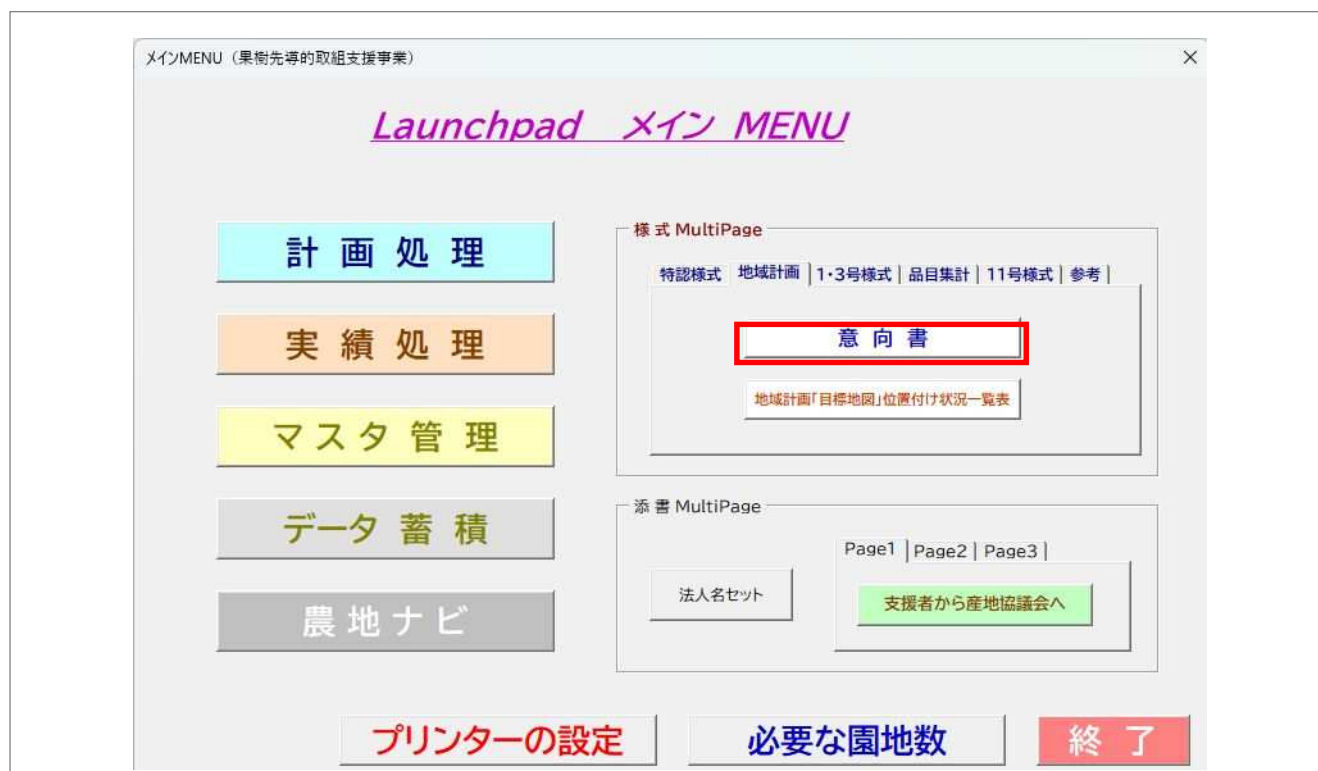 メインMENU（果樹先導的取組支援事業）
Launchpad メイン MENU
計画処理
実績処理
マスタ管理
データ蓄積
農地ナビ
様式 MultiPage
特認様式 地域計画 1・3号様式 品目集計 11号様式 参考
意向書
地域計画「目標地図」位置付け状況一覧表
添書 MultiPage
Page1 Page2 Page3
法人名セット
支援者から産地協議会へ
プリンターの設定 必要な園地数 終了